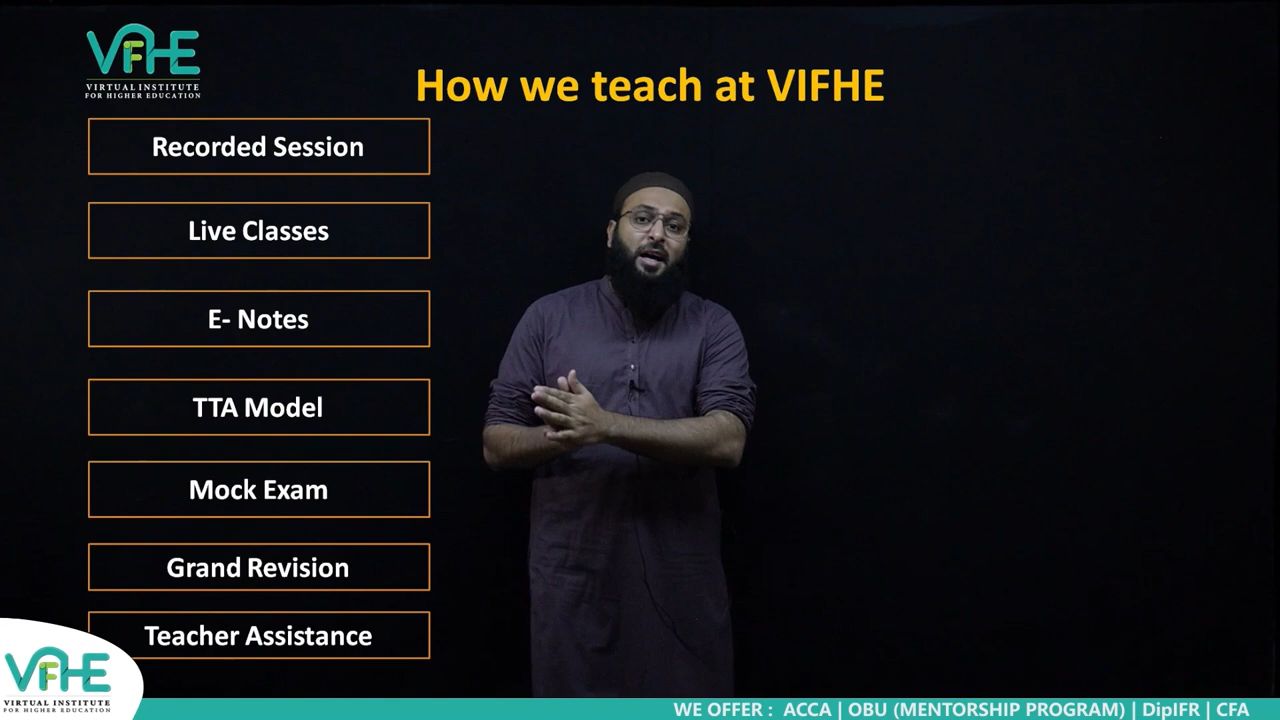 VIFHE
VIRTUAL INSTITUTE
FOR HIGHER EDUCATION
How we teach at VIFHE
Recorded Session
Live Classes
E- Notes
TTA Model
Mock Exam
Grand Revision
Teacher Assistance
VIFHE
VIRTUAL INSTITUTE
FOR HIGHER EDUCATION
WE OFFER : ACCA | OBU (MENTORSHIP PROGRAM) | DipIFR | CFA